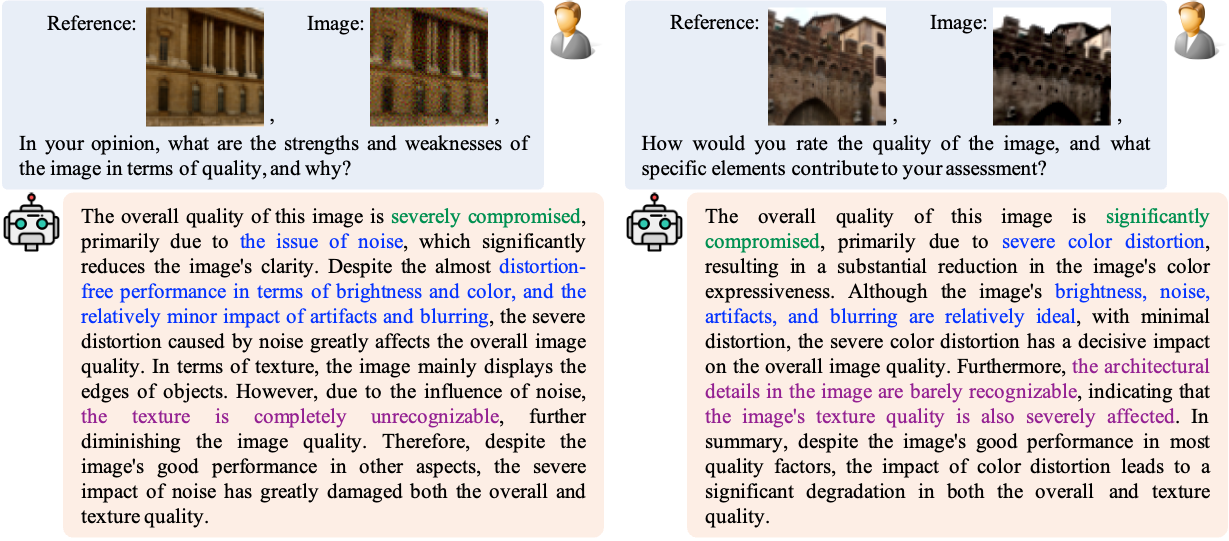 Reference:
Image:
,
,
In your opinion, what are the strengths and weaknesses of
the image in terms of quality, and why?
The overall quality of this image is severely compromised,
primarily due to the issue of noise, which significantly
reduces the image's clarity. Despite the almost distortion-
free performance in terms of brightness and color, and the
relatively minor impact of artifacts and blurring, the severe
distortion caused by noise greatly affects the overall image
quality. In terms of texture, the image mainly displays the
edges of objects. However, due to the influence of noise,
the texture is completely unrecognizable, further
diminishing the image quality. Therefore, despite the
image's good performance in other aspects, the severe
impact of noise has greatly damaged both the overall and
texture quality.
Reference:
Image:
,
,
How would you rate the quality of the image, and what
specific elements contribute to your assessment?
The overall quality of this image is significantly
compromised, primarily due to severe color distortion,
resulting in a substantial reduction in the image's color
expressiveness. Although the image's brightness, noise,
artifacts, and blurring are relatively ideal, with minimal
distortion, the severe color distortion has a decisive impact
on the overall image quality. Furthermore, the architectural
details in the image are barely recognizable, indicating that
the image's texture quality is also severely affected. In
summary, despite the image's good performance in most
quality factors, the impact of color distortion leads to a
significant degradation in both the overall and texture
quality.